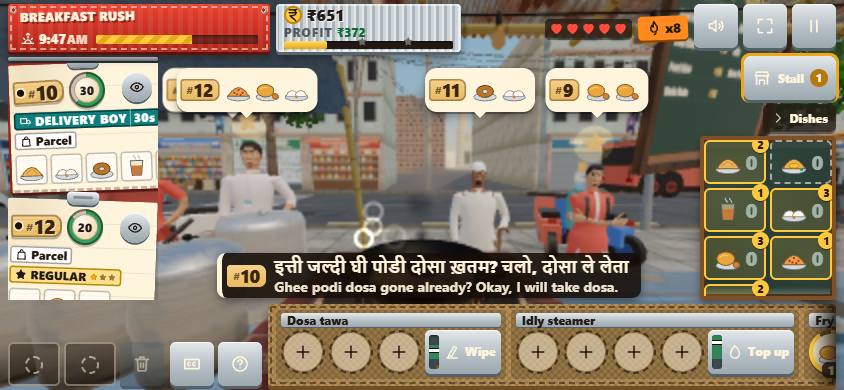 BREAKFAST RUSH
9:47AM
₹651
PROFIT ₹372
x8
Stall 1
Dishes
#10 30
DELIVERY BOY 30s
Parcel
#12 20
Parcel
REGULAR
#12
#11
#9
2 0 0
1 0 3 0
3 0 1 0
2
#10
इत्ती जल्दी घी पोडी दोसा ख़तम? चलो, दोसा ले लेता
Ghee podi dosa gone already? Okay, I will take dosa.
Dosa tawa
Idly steamer
Fry
Wipe
Top up
1
CC
?